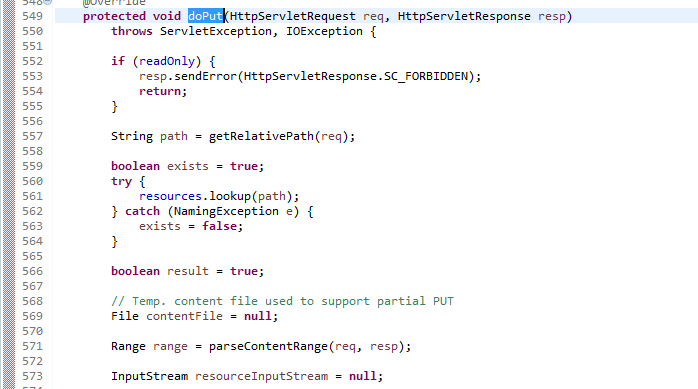 548 @Override
549 protected void doPut(HttpServletRequest req, HttpServletResponse resp)
550 throws ServletException, IOException {
551
552 if (readOnly) {
553 resp.sendError(HttpServletResponse.SC_FORBIDDEN);
554 return;
555 }
556
557 String path = getRelativePath(req);
558
559 boolean exists = true;
560 try {
561 resources.lookup(path);
562 } catch (NamingException e) {
563 exists = false;
564 }
565
566 boolean result = true;
567
568 // Temp. content file used to support partial PUT
569 File contentFile = null;
570
571 Range range = parseContentRange(req, resp);
572
573 InputStream resourceInputStream = null;